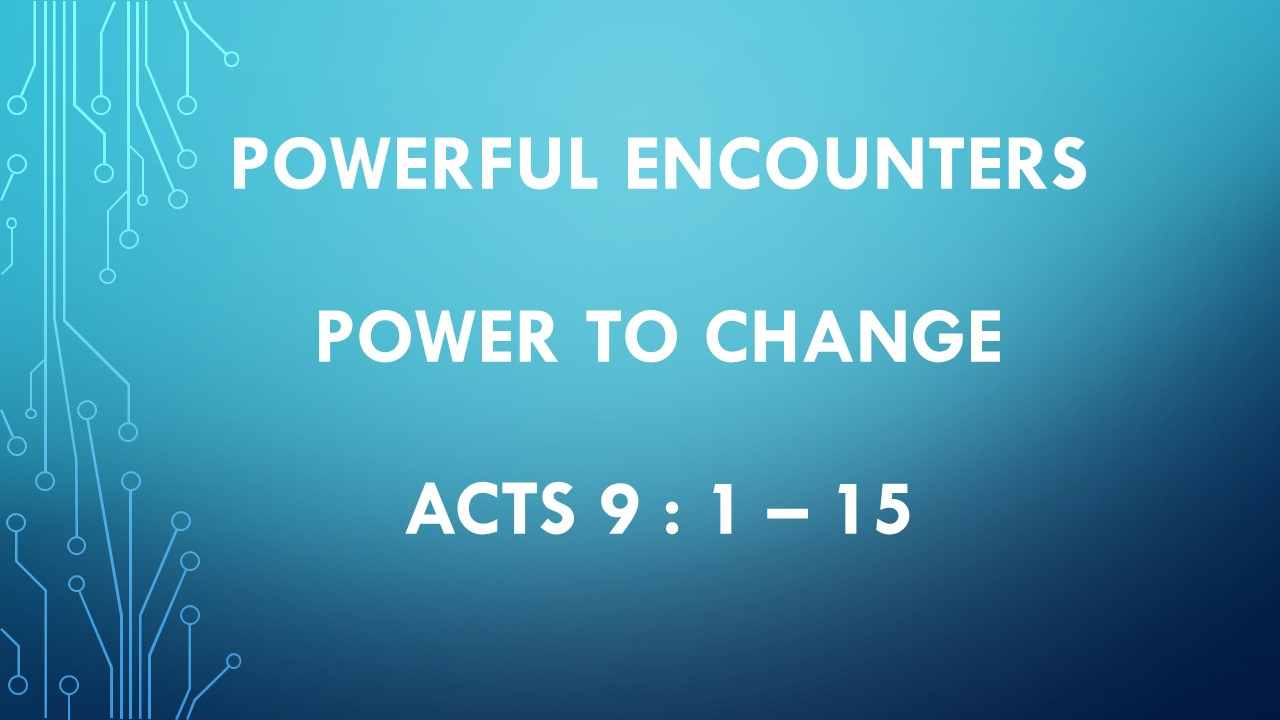 POWERFUL ENCOUNTERS
POWER TO CHANGE
ACTS 9 : 1 – 15